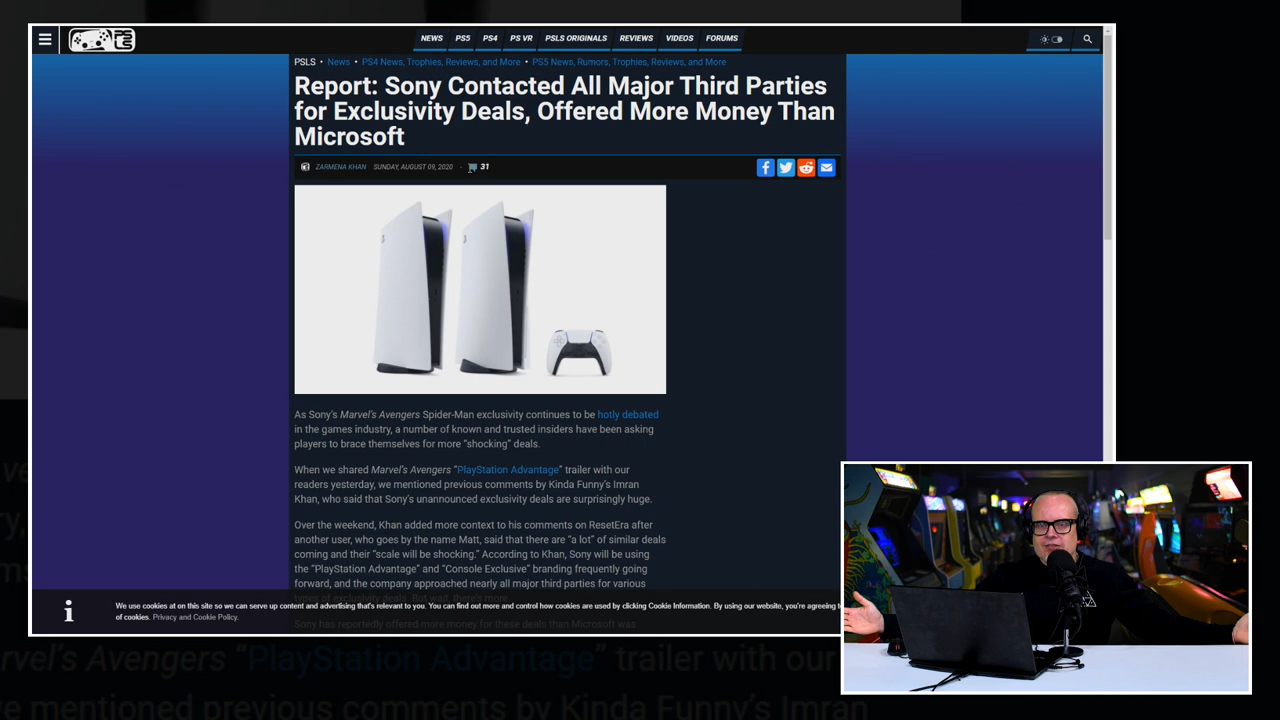 NEWS PS5 PS4 PS VR PSLS ORIGINALS REVIEWS VIDEOS FORUMS
PSLS • News • PS4 News, Trophies, Reviews, and More • PS5 News, Rumors, Trophies, Reviews, and More
Report: Sony Contacted All Major Third Parties
for Exclusivity Deals, Offered More Money Than
Microsoft
ZARMENA KHAN SUNDAY, AUGUST 09, 2020 - 31
As Sony's Marvel's Avengers Spider-Man exclusivity continues to be hotly debated
in the games industry, a number of known and trusted insiders have been asking
players to brace themselves for more “shocking” deals.
When we shared Marvel's Avengers “PlayStation Advantage” trailer with our
readers yesterday, we mentioned previous comments by Kinda Funny's Imran
Khan, who said that Sony's unannounced exclusivity deals are surprisingly huge.
Over the weekend, Khan added more context to his comments on ResetEra after
another user, who goes by the name Matt, said that there are “a lot” of similar deals
coming and their “scale will be shocking.” According to Khan, Sony will be using
the “PlayStation Advantage” and “Console Exclusive” branding frequently going
forward, and the company approached nearly all major third parties for various
types of exclusivity deals. But wait, there's more.
We use cookies at on this site so we can serve up content and advertising that's relevant to you. You can find out more and control how cookies are used by clicking Cookie Information. By using our website, you're agreeing to
of cookies. Privacy and Cookie Policy.
Sony has reportedly offered more money for these deals than Microsoft was
rvel's Avengers “PlayStation Advantage” trailer with our
e mentioned previous comments by Kinda Funny's Imran